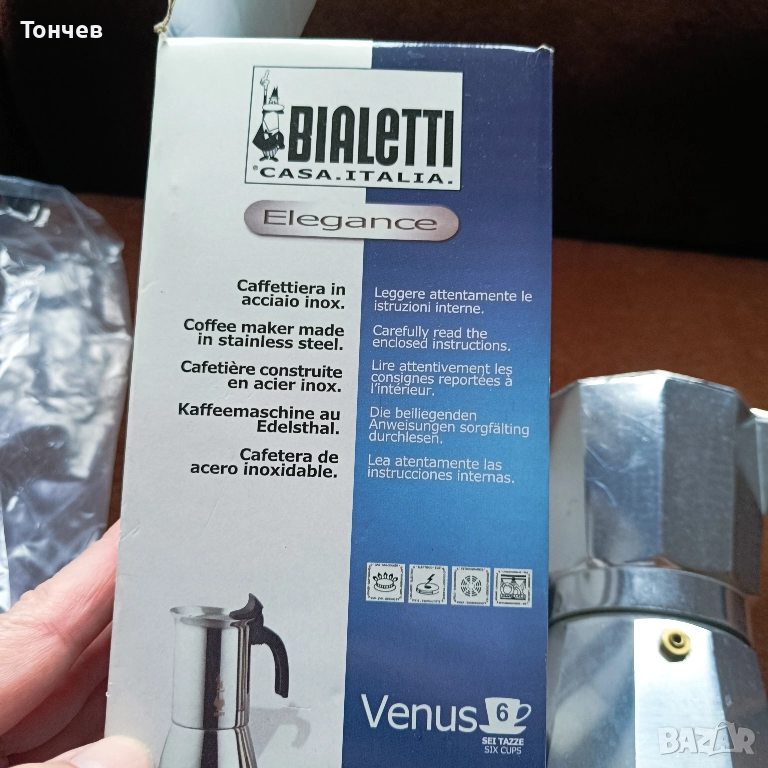 Тончев
BIALETTI
CASA.ITALIA.
Elegance
Caffettiera in
acciaio inox.
Coffee maker made
in stainless steel.
Cafetière construite
en acier inox.
Kaffeemaschine au
Edelsthal.
Cafetera de
acero inoxidable.
Leggere attentamente le
istruzioni interne.
Carefully read the
enclosed instructions.
Lire attentivement les
consignes reportées à
l'intérieur.
Die beiliegenden
Anweisungen sorgfälting
durchlesen.
Lea atentamente las
instrucciones internas.
Venus 6
SEI TAZZE
SIX CUPS
BAZAR